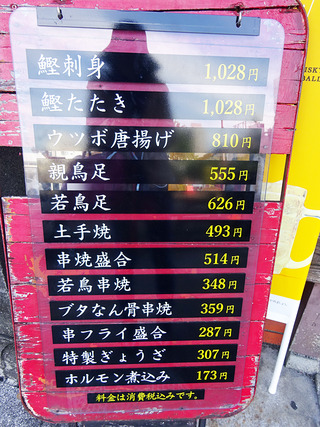 鰹刺身 1,028円
鰹たたき 1,028円
ウツボ唐揚げ 810円
親鳥足 555円
若鳥足 626円
土手焼 493円
串焼盛合 514円
若鳥串焼 348円
ブタなん骨串焼 359円
串フライ盛合 287円
特製ぎょうざ 307円
ホルモン煮込み 173円
料金は消費税込みです。